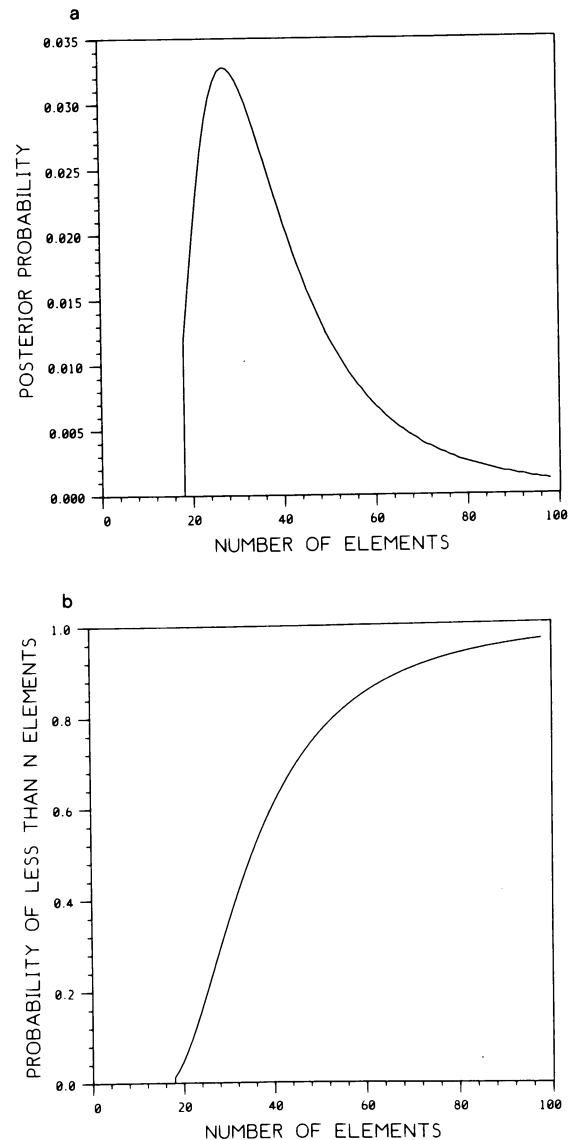 a
0.035
0.030
0.025
0.020
0.015
0.010
0.005
0.000
POSTERIOR PROBABILITY
0 20 40 60 80 100
NUMBER OF ELEMENTS
b
1.0
0.8
0.6
0.4
0.2
0.0
PROBABILITY OF LESS THAN N ELEMENTS
0 20 40 60 80 100
NUMBER OF ELEMENTS